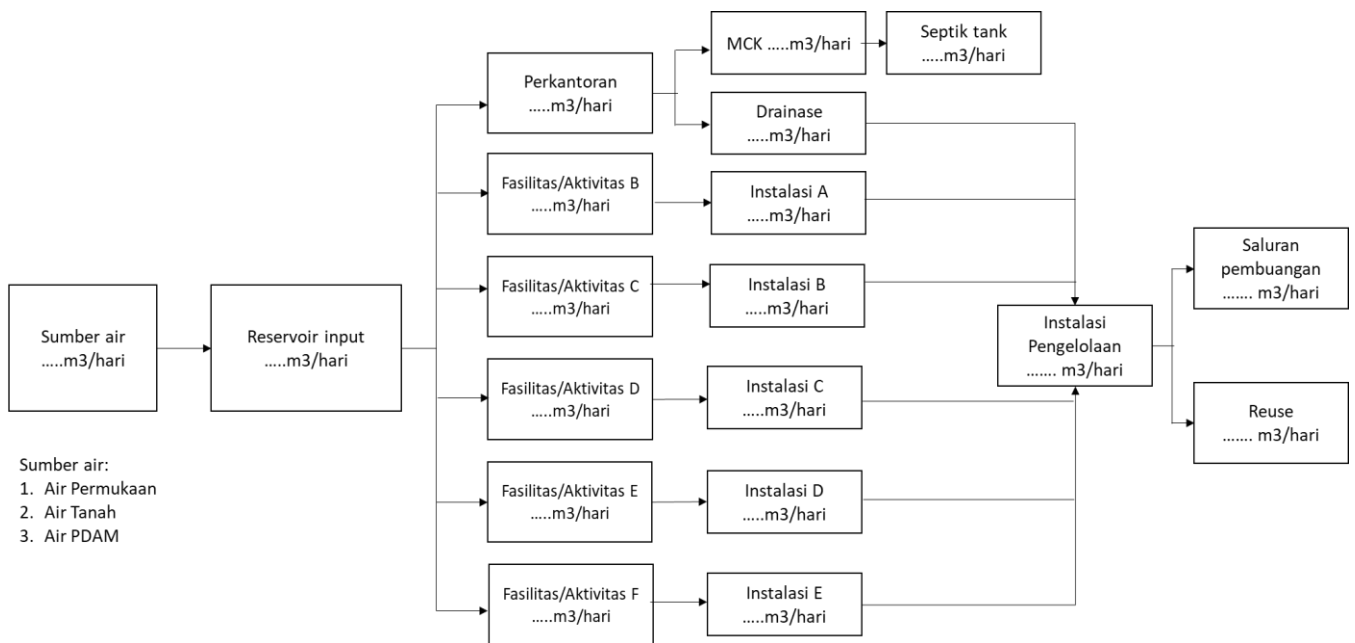 MCK .....m3/hari
Septik tank
.....m3/hari
Perkantoran
.....m3/hari
Drainase
.....m3/hari
Fasilitas/Aktivitas B
.....m3/hari
Instalasi A
.....m3/hari
Fasilitas/Aktivitas C
.....m3/hari
Instalasi B
.....m3/hari
Saluran
pembuangan
....... m3/hari
Sumber air
.....m3/hari
Reservoir input
.....m3/hari
Instalasi
Pengelolaan
....... m3/hari
Fasilitas/Aktivitas D
.....m3/hari
Instalasi C
.....m3/hari
Reuse
....... m3/hari
Sumber air:
1. Air Permukaan
2. Air Tanah
3. Air PDAM
Fasilitas/Aktivitas E
.....m3/hari
Instalasi D
.....m3/hari
Fasilitas/Aktivitas F
.....m3/hari
Instalasi E
.....m3/hari